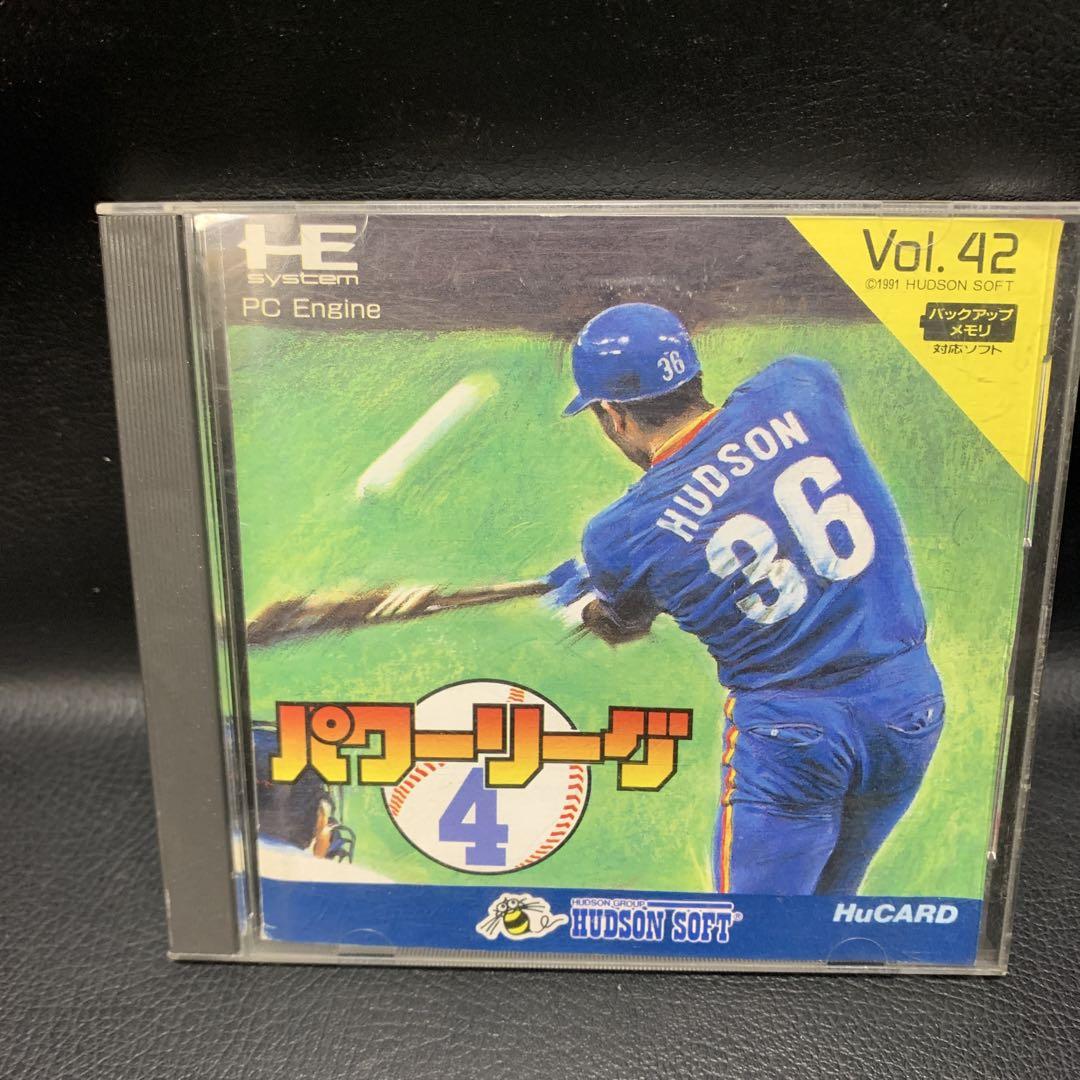 HE
system
PC Engine
Vol. 42
©1991 HUDSON SOFT
バックアップ
メモリ
対応ソフト
36
HUDSON
36
パワーリーグ
4
HUDSON GROUP
HUDSON SOFT®
HuCARD